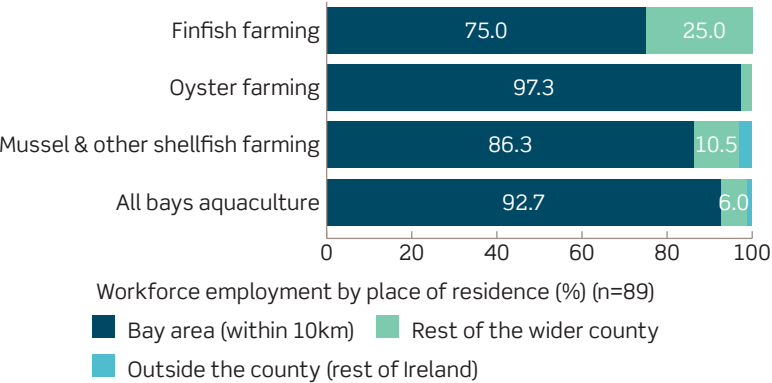 Finfish farming 75.0 25.0
Oyster farming 97.3
Mussel & other shellfish farming 86.3 10.5
All bays aquaculture 92.7 6.0
0 20 40 60 80 100
Workforce employment by place of residence (%) (n=89)
Bay area (within 10km) Rest of the wider county
Outside the county (rest of Ireland)